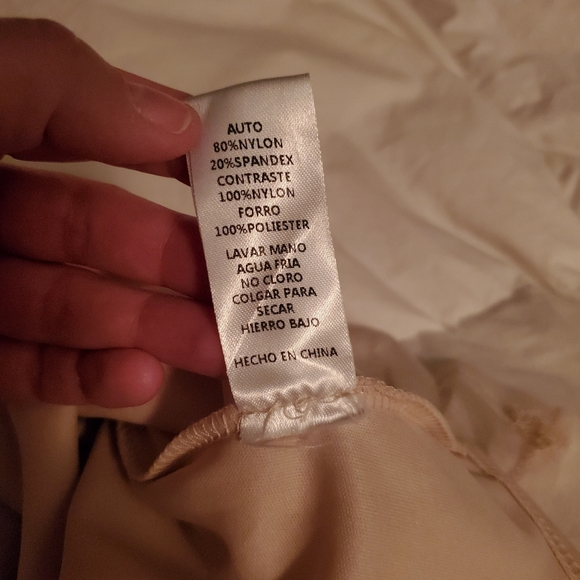 AUTO
80%NYLON
20%SPANDEX
CONTRASTE
100%NYLON
FORRO
100%POLIESTER
LAVAR MANO
AGUA FRIA
NO CLORO
COLGAR PARA
SECAR
HIERRO BAJO
HECHO EN CHINA